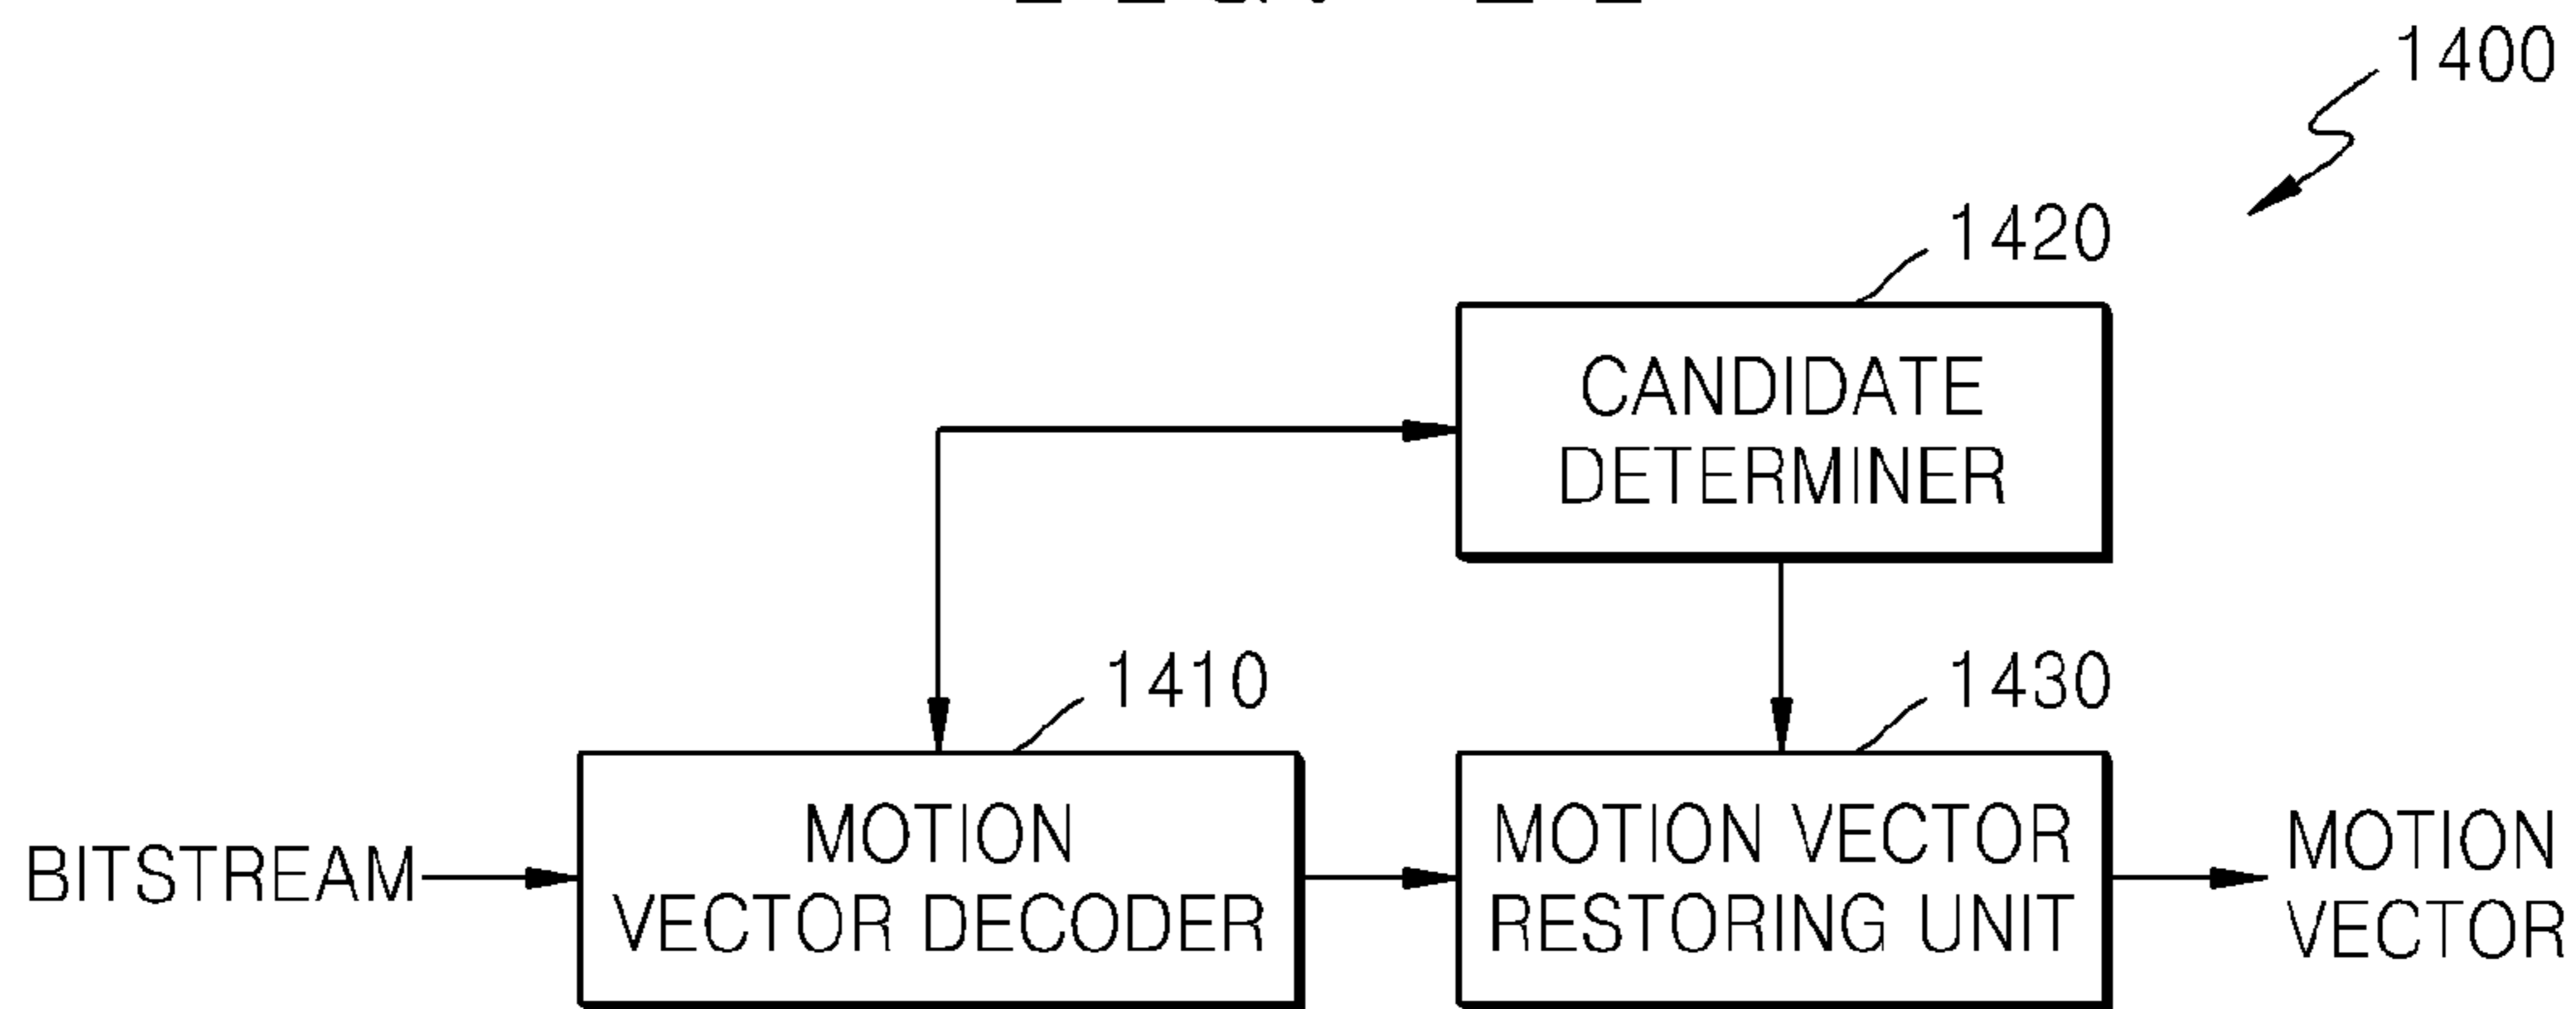 1400
1420
CANDIDATE
DETERMINER
1410
1430
BITSTREAM
MOTION
VECTOR DECODER
MOTION VECTOR
RESTORING UNIT
MOTION
VECTOR